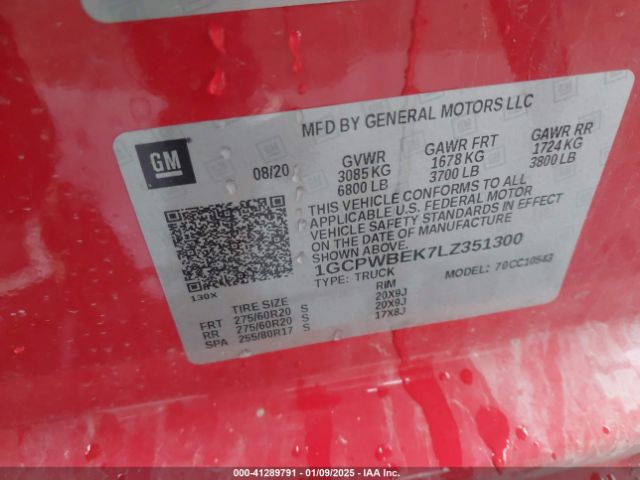 MFD BY GENERAL MOTORS LLC
GM
08/20
GVWR GAWR FRT GAWR RR
3085 KG 1678 KG 1724 KG
6800 LB 3700 LB 3800 LB
THIS VEHICLE CONFORMS TO ALL
APPLICABLE U.S. FEDERAL MOTOR
VEHICLE SAFETY STANDARDS IN EFFECT
ON THE DATE OF MANUFACTURE
SHOWN ABOVE.
1GCPWBEK7LZ351300
TYPE: TRUCK MODEL: 70CC10543
130X
TIRE SIZE RIM
FRT 275/60R20 S 20X9J
RR 275/60R20 S 20X9J
SPA 255/80R17 S 17X8J
000-41289791 - 01/09/2025 - IAA Inc.